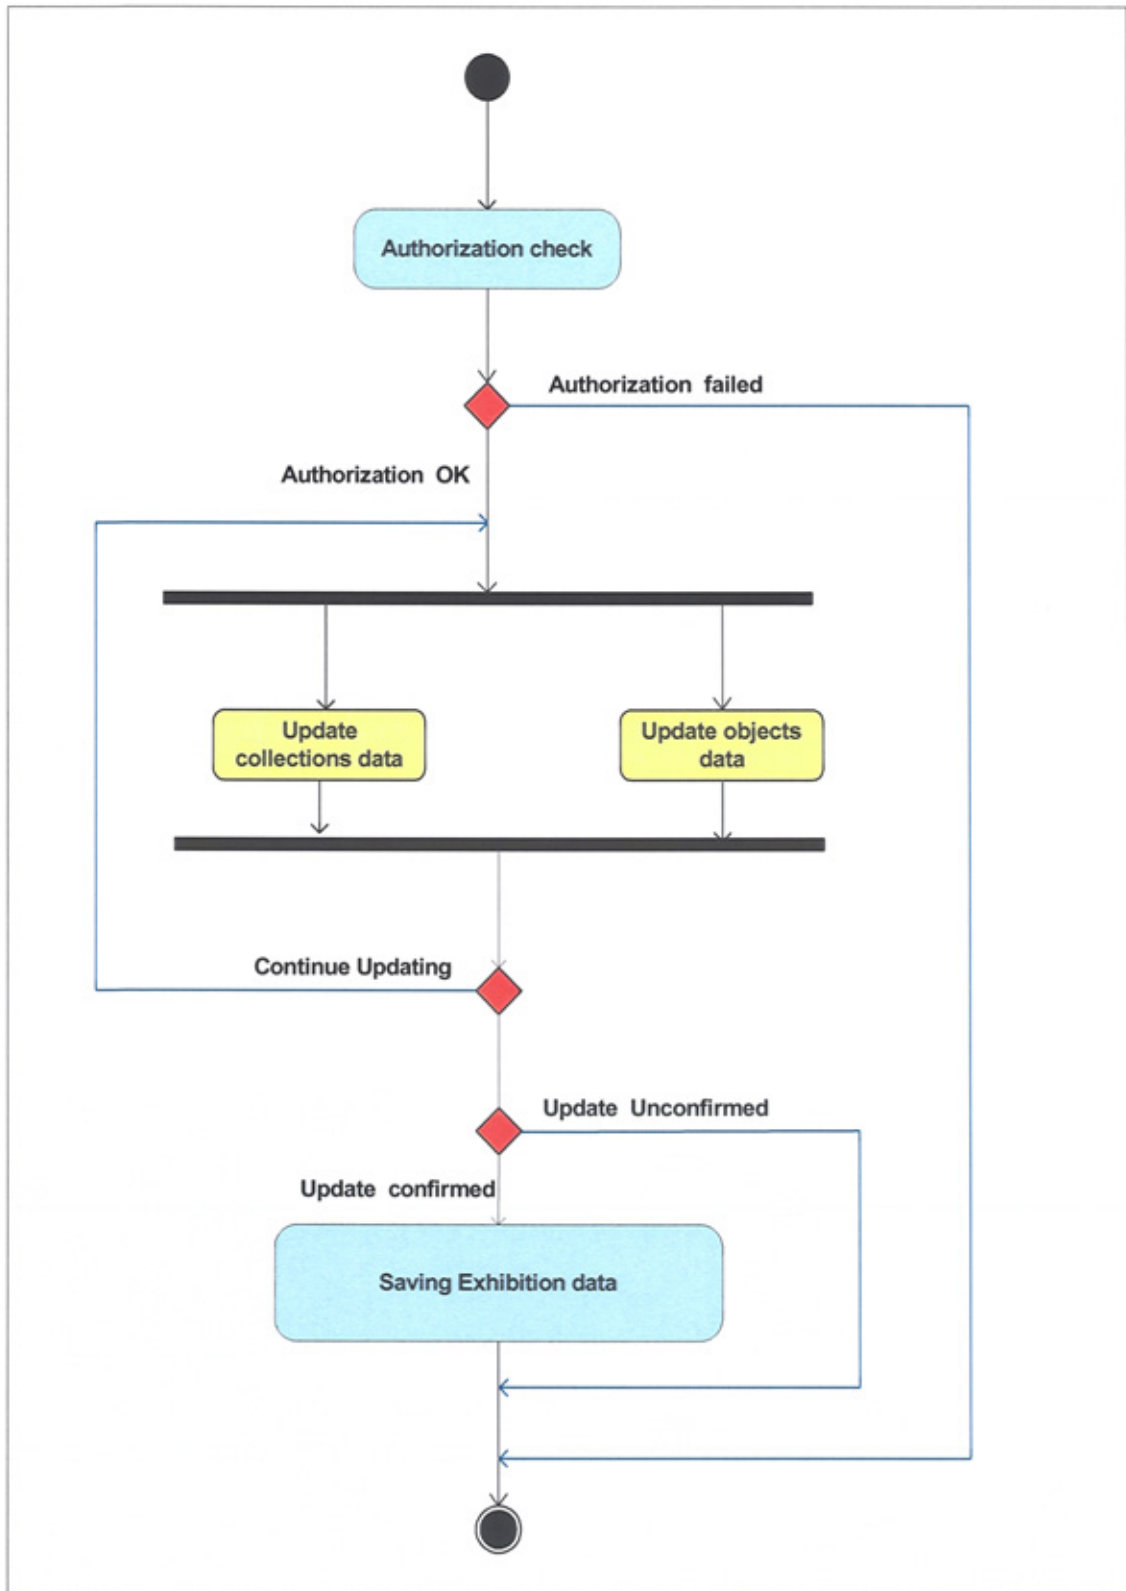 Authorization check
Authorization failed
Authorization OK
Update
collections data
Update objects
data
Continue Updating
Update Unconfirmed
Update confirmed
Saving Exhibition data